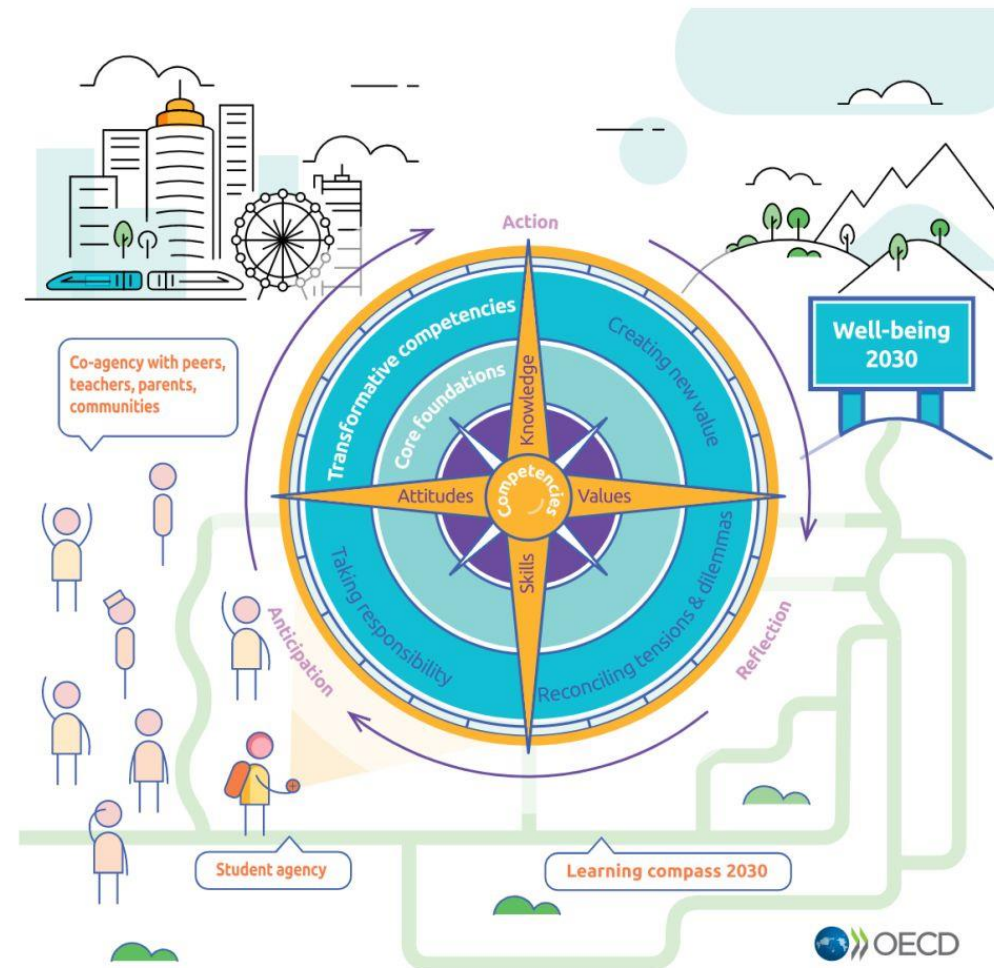 Action
Transformative competencies
Creating new value
Core foundations
Knowledge
Attitudes
Competencies
Values
Skills
Taking responsibility
Reconciling tensions & dilemmas
Anticipation
Reflection
Well-being
2030
Co-agency with peers,
teachers, parents,
communities
Student agency
Learning compass 2030
OECD